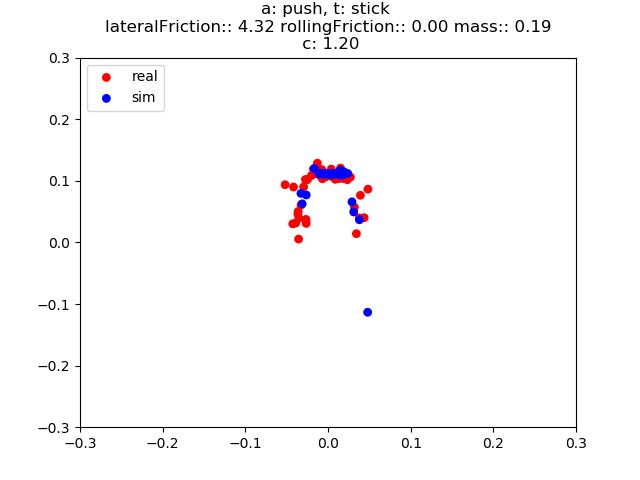 a: push, t: stick
lateralFriction:: 4.32 rollingFriction:: 0.00 mass:: 0.19
c: 1.20
real
sim
0.3
0.2
0.1
0.0
−0.1
−0.2
−0.3
−0.3 −0.2 −0.1 0.0 0.1 0.2 0.3